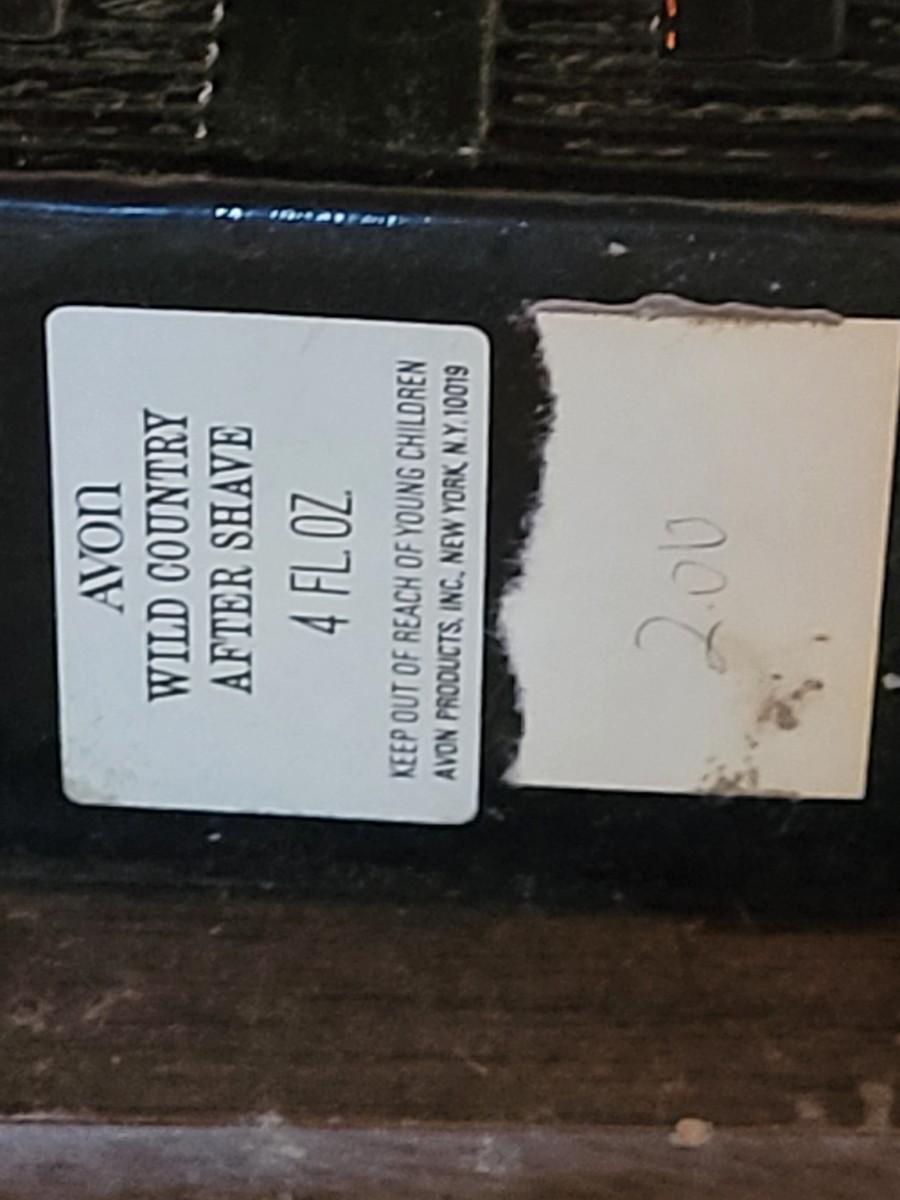 AVON
WILD COUNTRY
AFTER SHAVE
4 FL. OZ.
KEEP OUT OF REACH OF YOUNG CHILDREN
AVON PRODUCTS, INC., NEW YORK, N.Y. 10019
2.00